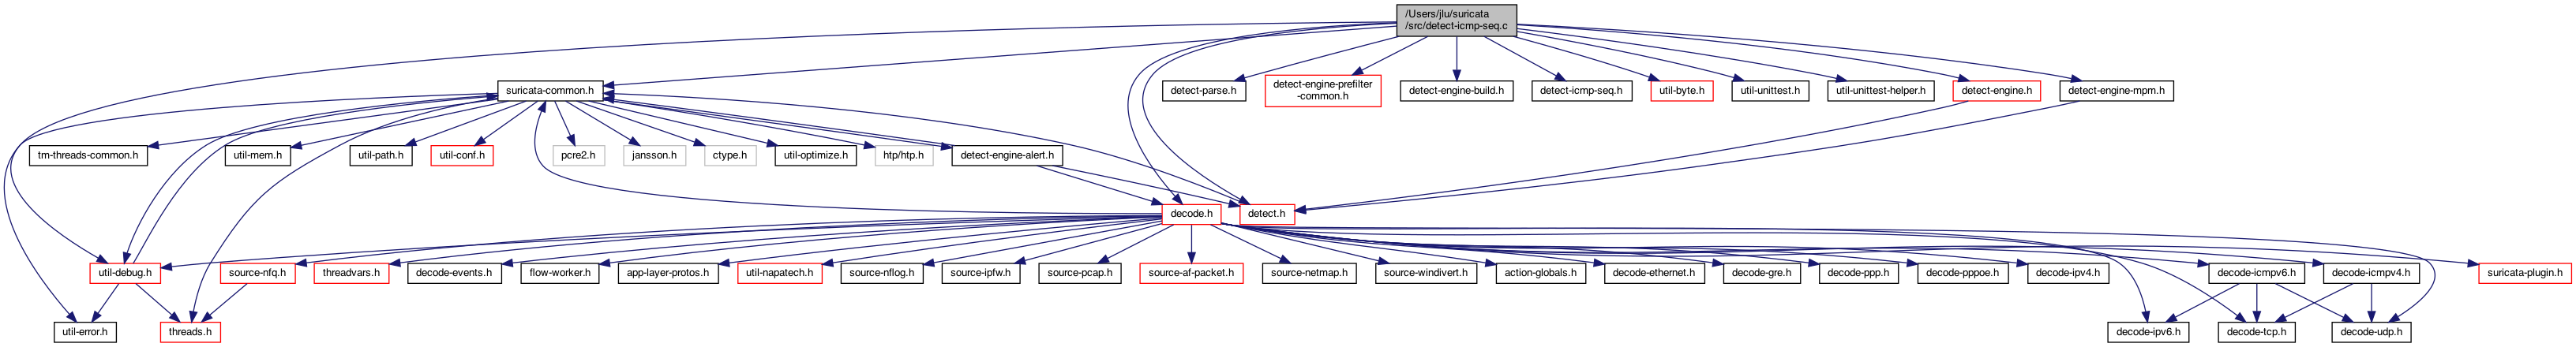 /Users/jlu/suricata
/src/detect-icmp-seq.c
suricata-common.h
detect-parse.h
detect-engine-prefilter
-common.h
detect-engine-build.h
detect-icmp-seq.h
util-byte.h
util-unittest.h
util-unittest-helper.h
detect-engine.h
detect-engine-mpm.h
tm-threads-common.h
util-mem.h
util-path.h
util-conf.h
pcre2.h
jansson.h
ctype.h
util-optimize.h
htp/htp.h
detect-engine-alert.h
decode.h
detect.h
util-debug.h
source-nfq.h
threadvars.h
decode-events.h
flow-worker.h
app-layer-protos.h
util-napatech.h
source-nflog.h
source-ipfw.h
source-pcap.h
source-af-packet.h
source-netmap.h
source-windivert.h
action-globals.h
decode-ethernet.h
decode-gre.h
decode-ppp.h
decode-pppoe.h
decode-ipv4.h
decode-icmpv6.h
decode-icmpv4.h
suricata-plugin.h
util-error.h
threads.h
decode-ipv6.h
decode-tcp.h
decode-udp.h